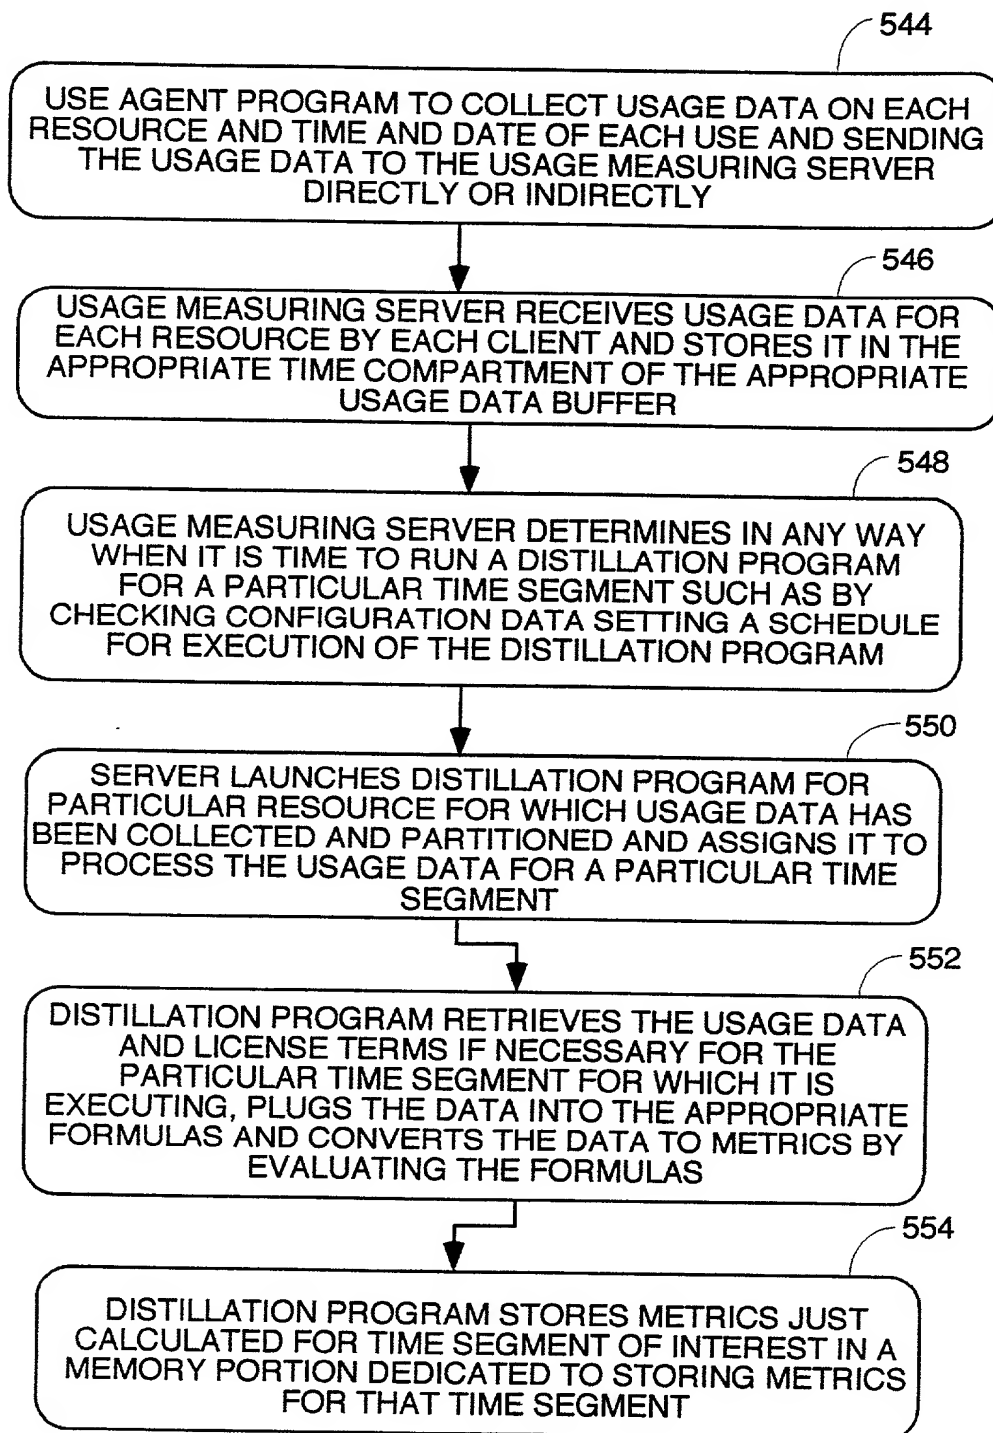 544
USE AGENT PROGRAM TO COLLECT USAGE DATA ON EACH
RESOURCE AND TIME AND DATE OF EACH USE AND SENDING
THE USAGE DATA TO THE USAGE MEASURING SERVER
DIRECTLY OR INDIRECTLY
546
USAGE MEASURING SERVER RECEIVES USAGE DATA FOR
EACH RESOURCE BY EACH CLIENT AND STORES IT IN THE
APPROPRIATE TIME COMPARTMENT OF THE APPROPRIATE
USAGE DATA BUFFER
548
USAGE MEASURING SERVER DETERMINES IN ANY WAY
WHEN IT IS TIME TO RUN A DISTILLATION PROGRAM
FOR A PARTICULAR TIME SEGMENT SUCH AS BY
CHECKING CONFIGURATION DATA SETTING A SCHEDULE
FOR EXECUTION OF THE DISTILLATION PROGRAM
550
SERVER LAUNCHES DISTILLATION PROGRAM FOR
PARTICULAR RESOURCE FOR WHICH USAGE DATA HAS
BEEN COLLECTED AND PARTITIONED AND ASSIGNS IT TO
PROCESS THE USAGE DATA FOR A PARTICULAR TIME
SEGMENT
552
DISTILLATION PROGRAM RETRIEVES THE USAGE DATA
AND LICENSE TERMS IF NECESSARY FOR THE
PARTICULAR TIME SEGMENT FOR WHICH IT IS
EXECUTING, PLUGS THE DATA INTO THE APPROPRIATE
FORMULAS AND CONVERTS THE DATA TO METRICS BY
EVALUATING THE FORMULAS
554
DISTILLATION PROGRAM STORES METRICS JUST
CALCULATED FOR TIME SEGMENT OF INTEREST IN A
MEMORY PORTION DEDICATED TO STORING METRICS
FOR THAT TIME SEGMENT